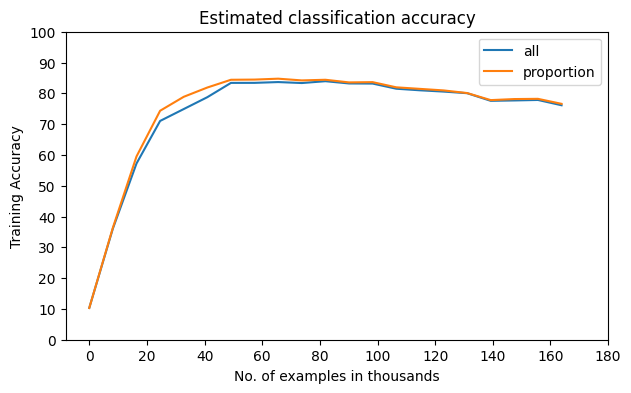 Estimated classification accuracy
100
90
80
70
60
50
40
30
20
10
0
Training Accuracy
all
proportion
0 20 40 60 80 100 120 140 160 180
No. of examples in thousands